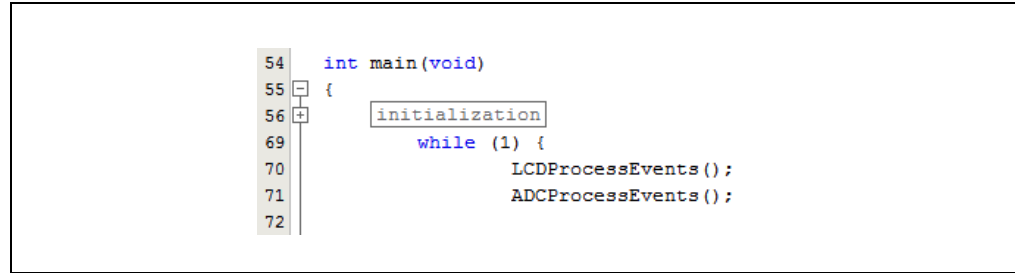 54 int main(void)
55 {
56 initialization
69 while (1) {
70 LCDProcessEvents();
71 ADCProcessEvents();
72